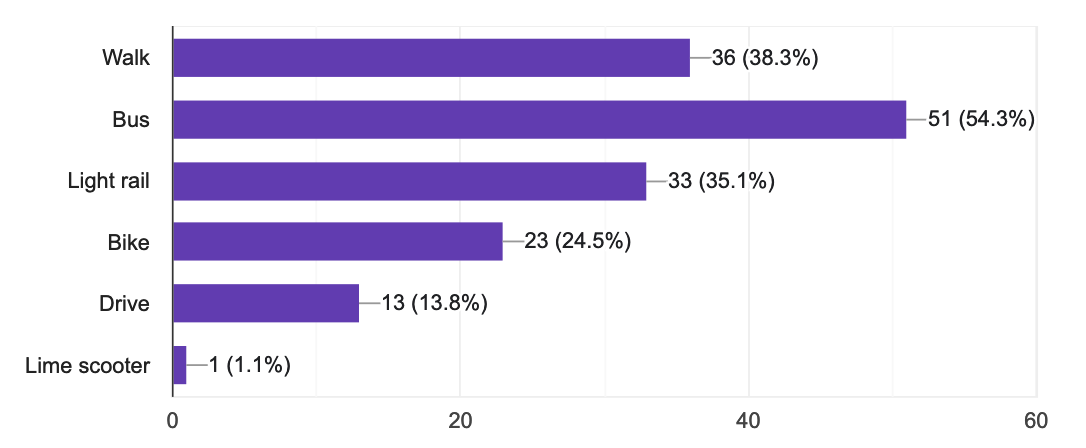 Walk
36 (38.3%)
Bus
51 (54.3%)
Light rail
33 (35.1%)
Bike
23 (24.5%)
Drive
13 (13.8%)
Lime scooter
1 (1.1%)
0
20
40
60